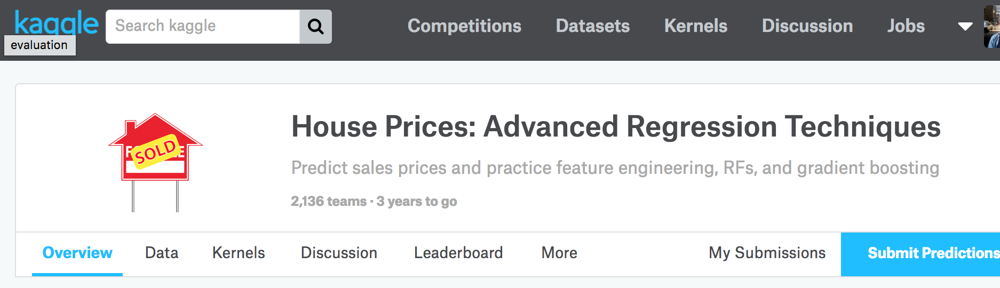 kaggle
Search kaggle
Competitions Datasets Kernels Discussion Jobs
evaluation
SOLD
House Prices: Advanced Regression Techniques
Predict sales prices and practice feature engineering, RFs, and gradient boosting
2,136 teams · 3 years to go
Overview Data Kernels Discussion Leaderboard More My Submissions Submit Predictions